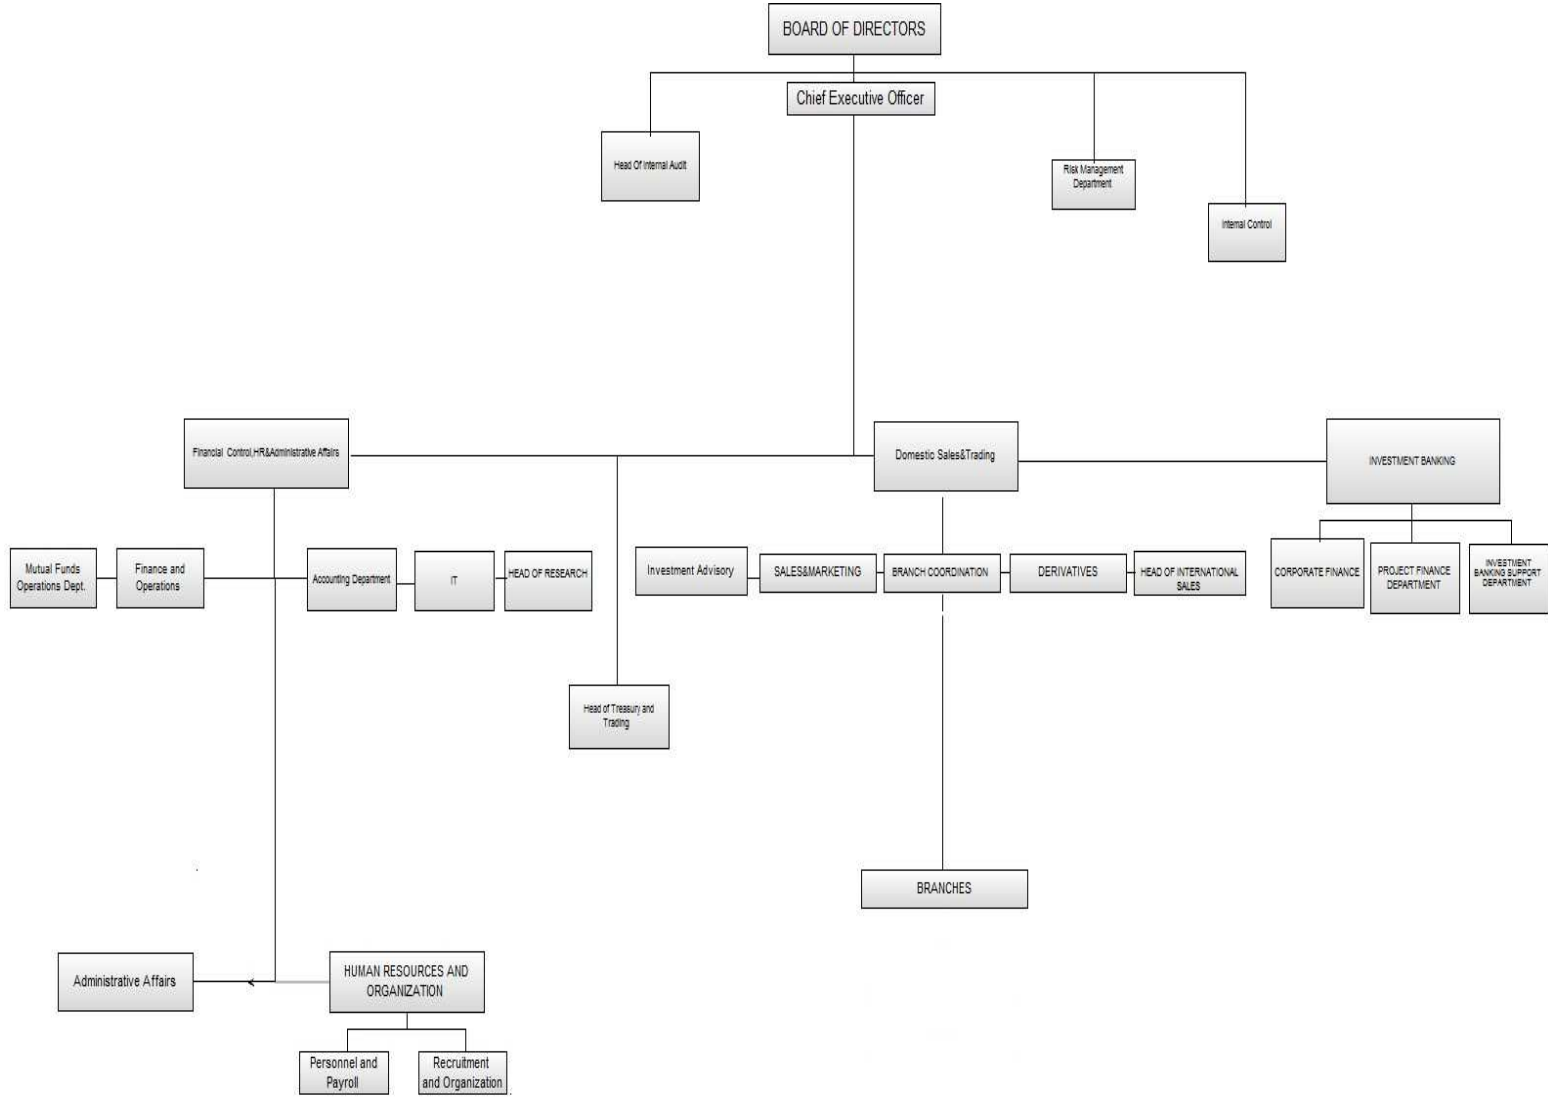 BOARD OF DIRECTORS
Chief Executive Officer
Head Of Internal Audit
Risk Management
Department
Internal Control
Financial Control,HR&Administrative Affairs
Domestic Sales&Trading
INVESTMENT BANKING
Mutual Funds
Operations Dept.
Finance and
Operations
Accounting Department
IT
HEAD OF RESEARCH
Investment Advisory
SALES&MARKETING
BRANCH COORDINATION
DERIVATIVES
HEAD OF INTERNATIONAL
SALES
CORPORATE FINANCE
PROJECT FINANCE
DEPARTMENT
INVESTMENT
BANKING SUPPORT
DEPARTMENT
Head of Treasury and
Trading
BRANCHES
Administrative Affairs
HUMAN RESOURCES AND
ORGANIZATION
Personnel and
Payroll
Recruitment
and Organization